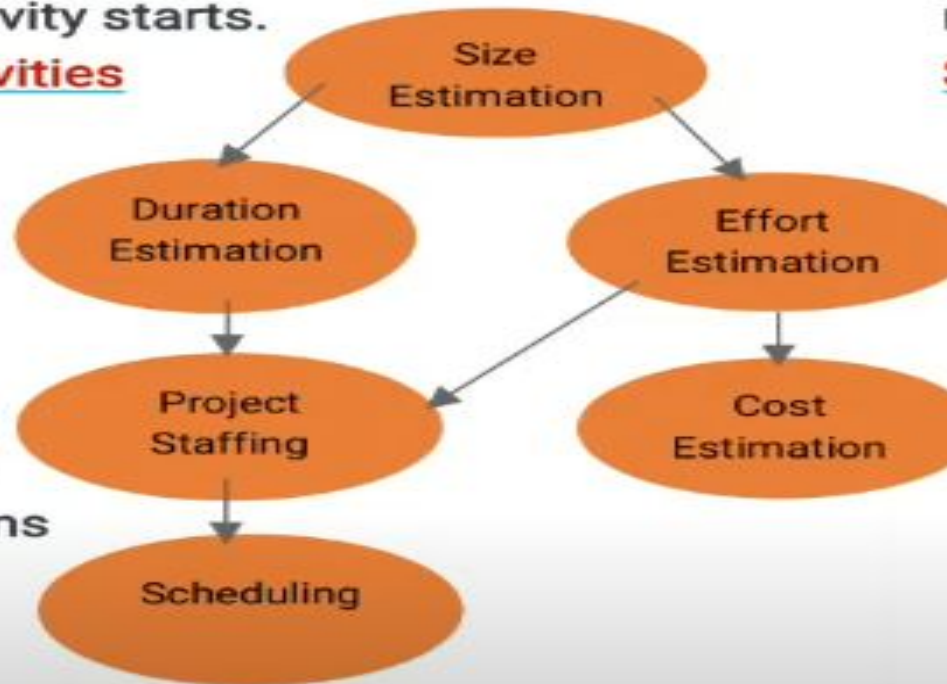 vity starts.
vities
Size
Estimation
Duration
Estimation
Effort
Estimation
Project
Staffing
Cost
Estimation
ns
Scheduling